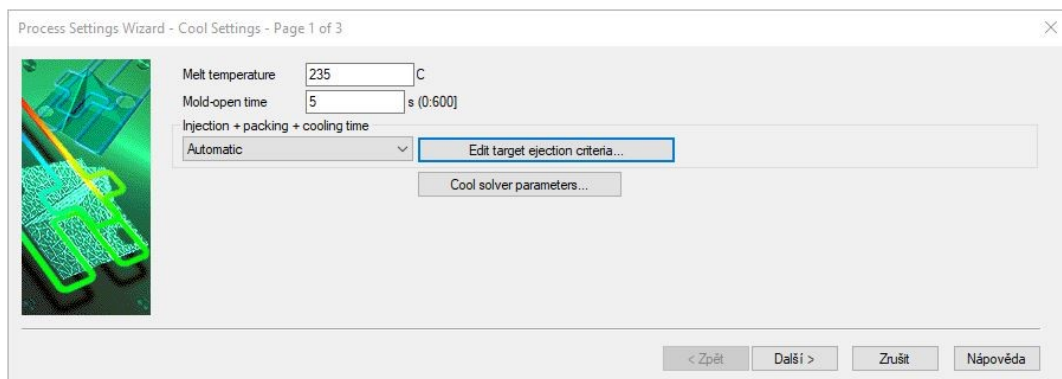 Process Settings Wizard - Cool Settings - Page 1 of 3
Melt temperature 235 C
Mold-open time 5 s (0:600]
Injection + packing + cooling time
Automatic Edit target ejection criteria...
Cool solver parameters...
< Zpět Další > Zrušit Nápověda